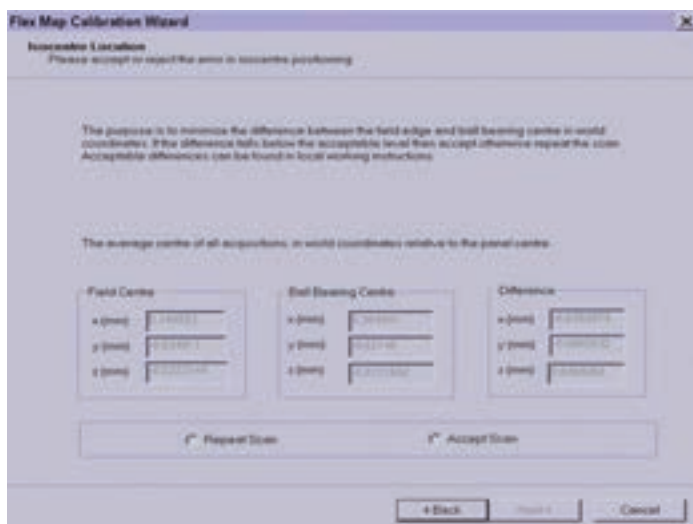 Flex Map Calibration Wizard
Isocentre Location
Please accept or reject the error in isocentre positioning
The purpose is to minimize the difference between the field edge and ball bearing centre in world
coordinates. If the difference falls below the acceptable level then accept otherwise repeat the scan
Acceptable differences can be found in local working instructions.
The average centre of all acquisitions, in world coordinates relative to the panel centre.
Field Centre
Ball Bearing Centre
Difference
x (mm)
x (mm)
x (mm)
y (mm)
y (mm)
y (mm)
z (mm)
z (mm)
z (mm)
Repeat Scan
Accept Scan
< Back
Next >
Cancel